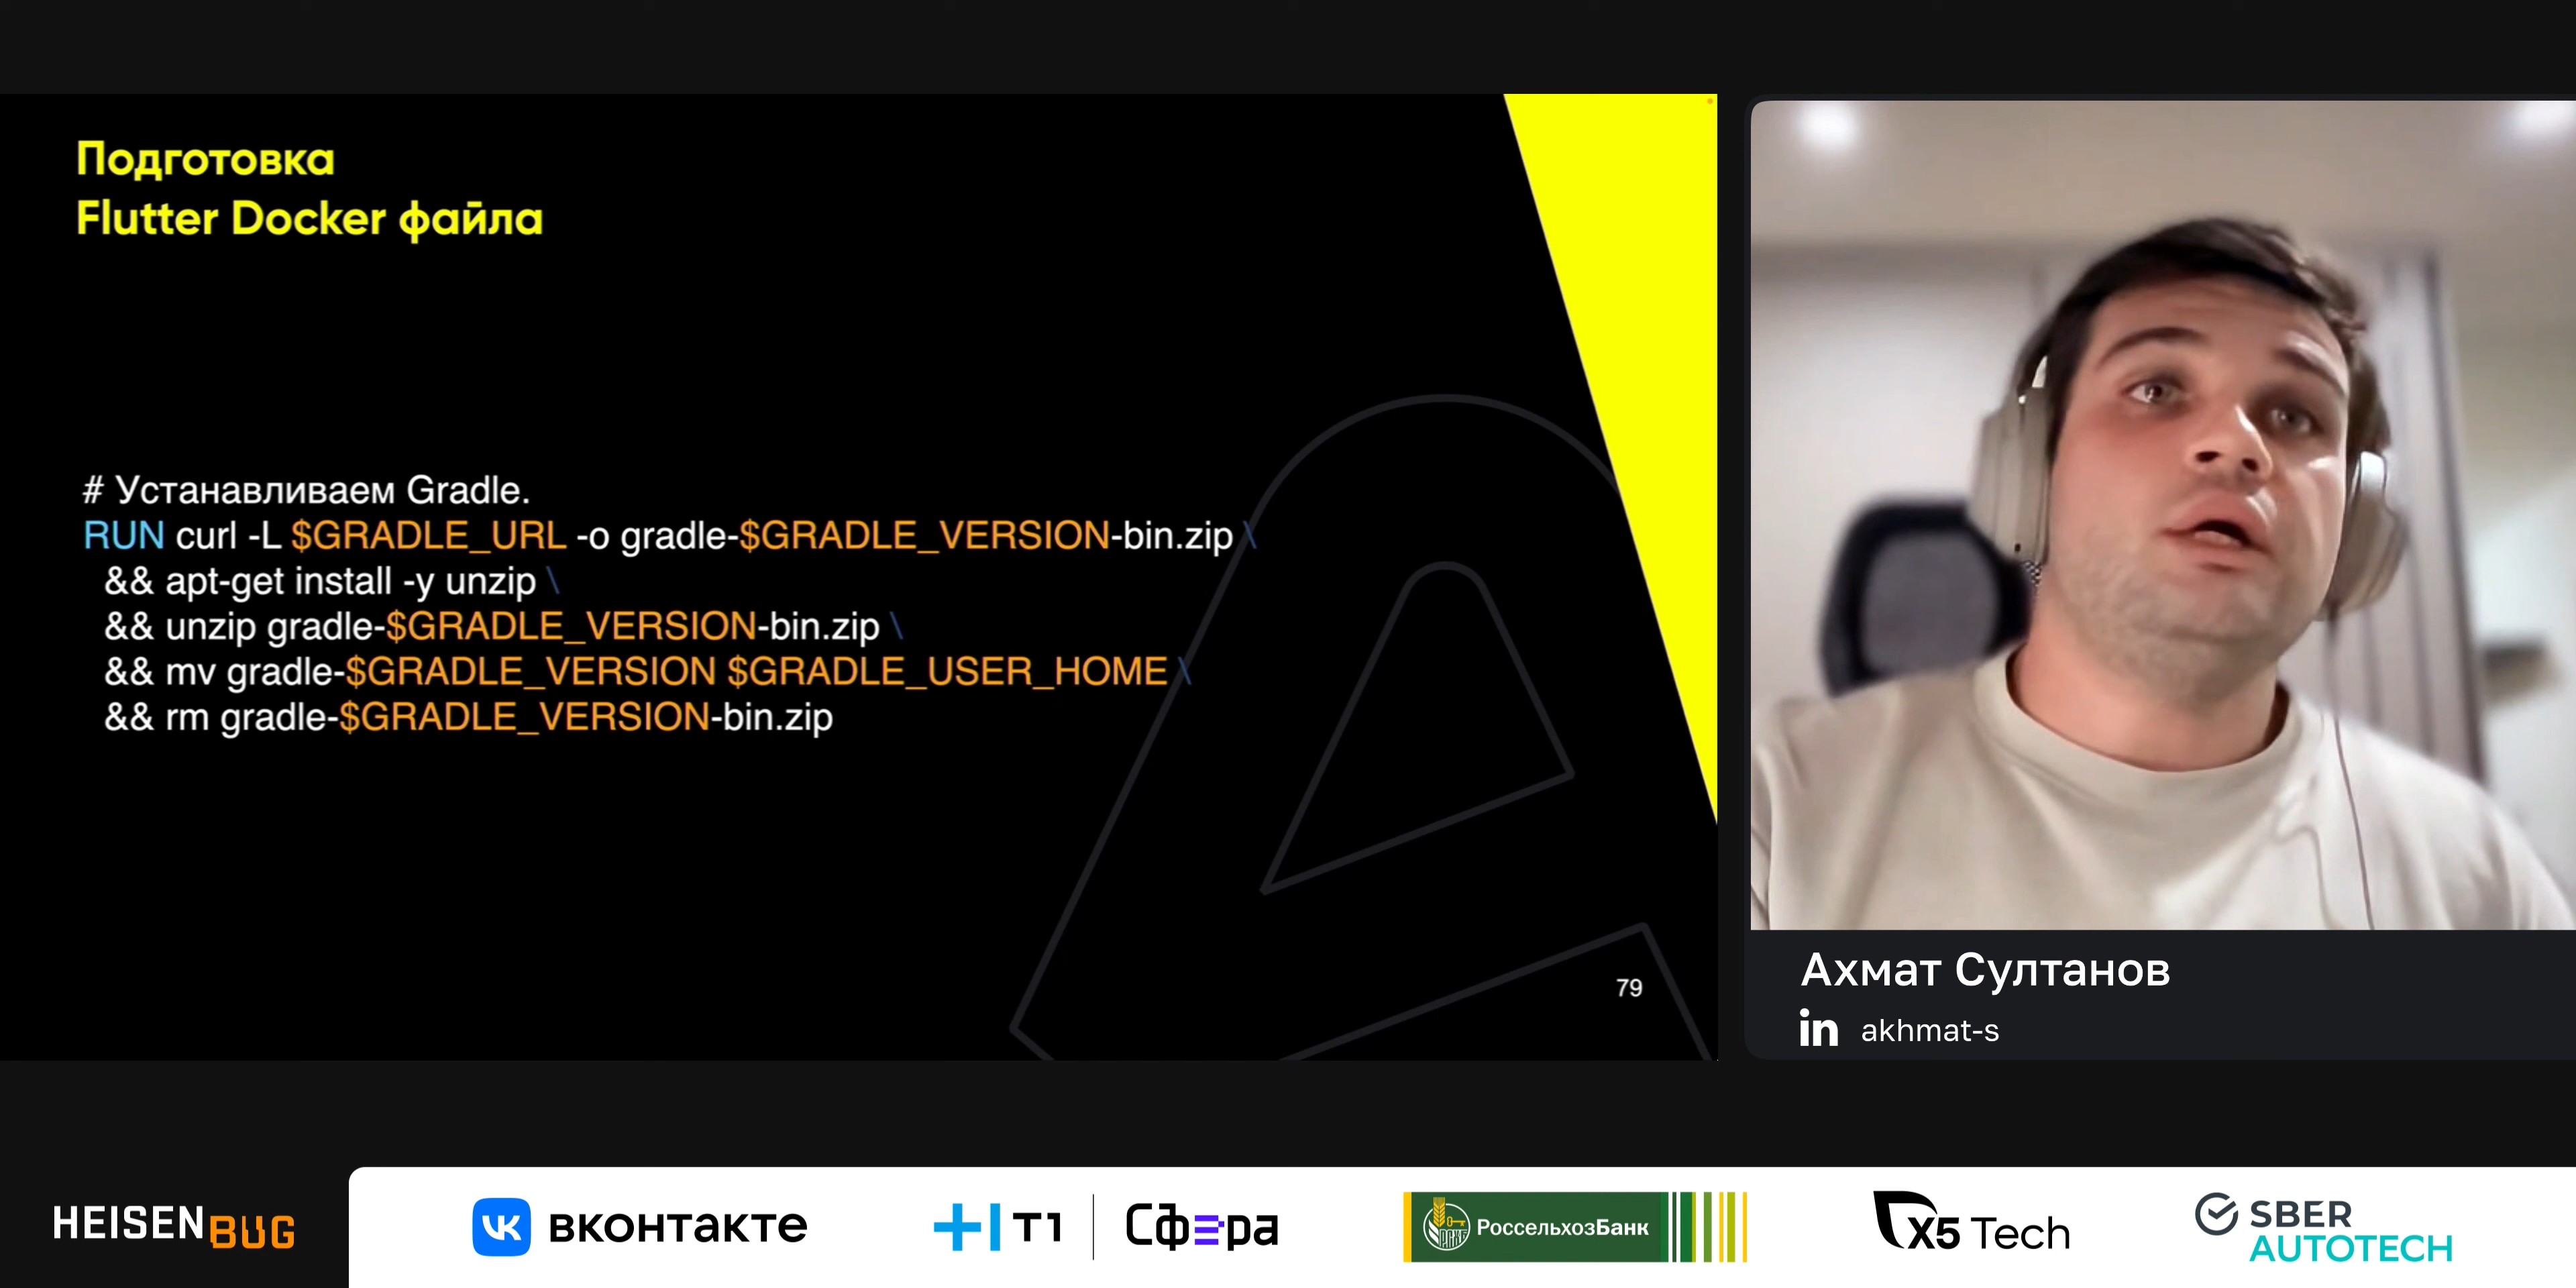 Подготовка
Flutter Docker файла
# Устанавливаем Gradle.
RUN curl -L $GRADLE_URL -o gradle-$GRADLE_VERSION-bin.zip \
&& apt-get install -y unzip \
&& unzip gradle-$GRADLE_VERSION-bin.zip \
&& mv gradle-$GRADLE_VERSION $GRADLE_USER_HOME \
&& rm gradle-$GRADLE_VERSION-bin.zip
79
Ахмат Султанов
in akhmat-s
HEISENBUG
вконтакте
Т1
Сфера
РоссельхозБанк
X5 Tech
SBER
AUTOTECH